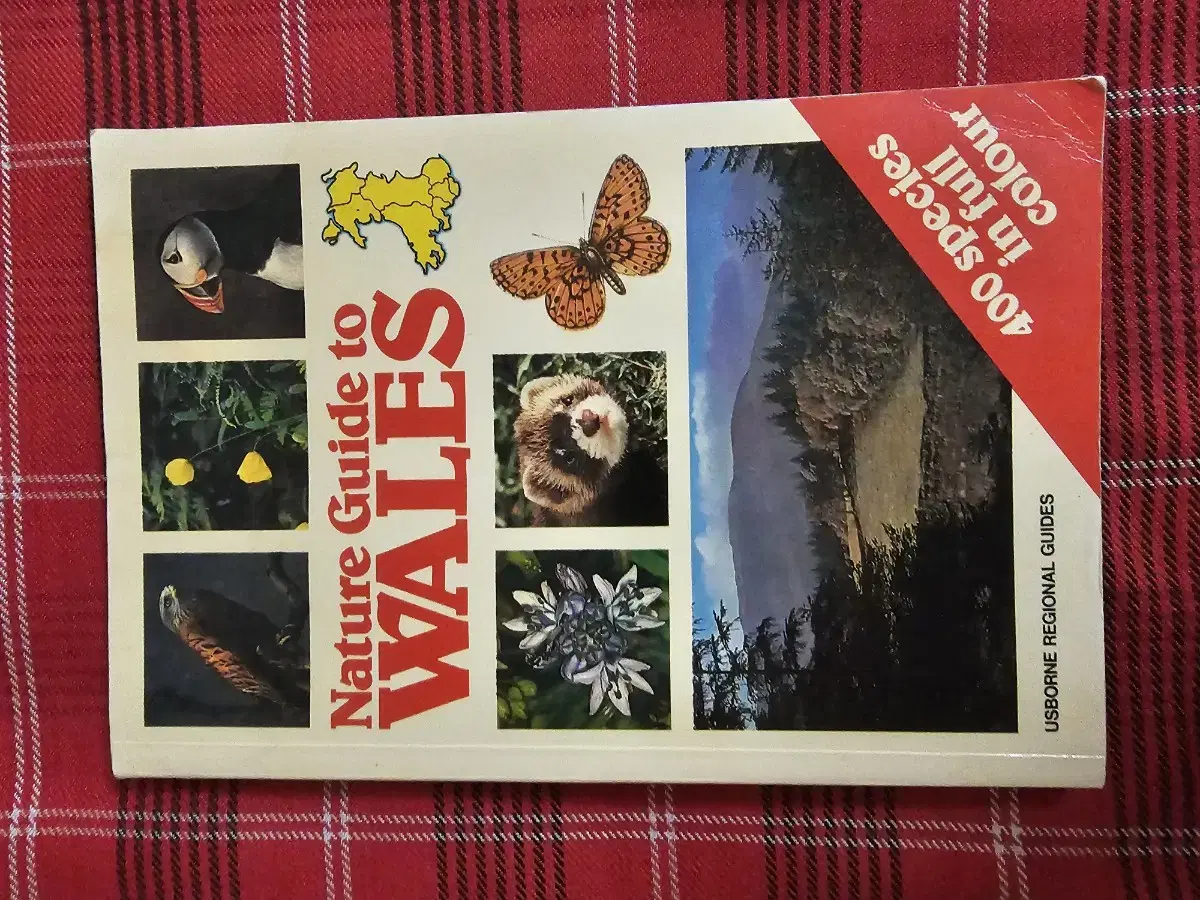 Nature Guide to
WALES
400 species
in full
colour
USBORNE REGIONAL GUIDES